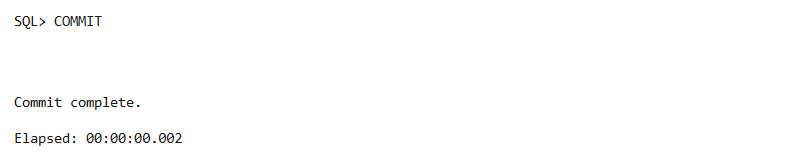 SQL> COMMIT
Commit complete.
Elapsed: 00:00:00.002